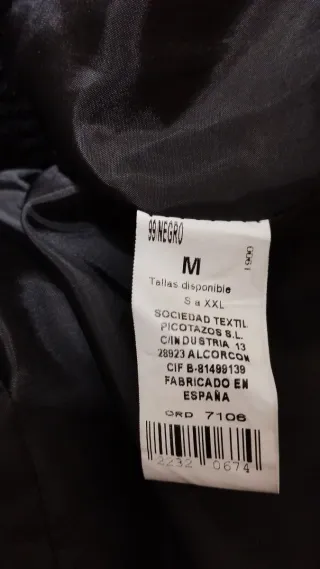 99 NEGRO
1900
M
Tallas disponible
S a XXL
SOCIEDAD TEXTIL
PICOTAZOS S.L.
C/INDUSTRIA 13
28923 ALCORCON
CIF B-81499139
FABRICADO EN
ESPAÑA
ORD 7106
2232 0674